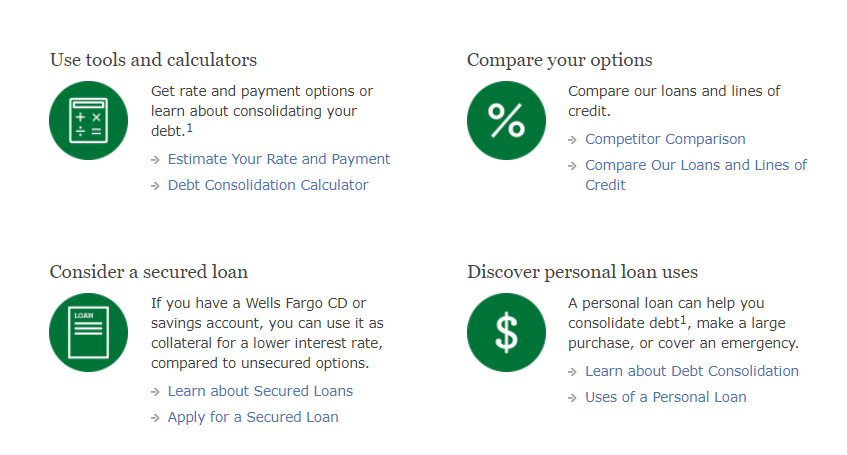 Use tools and calculators
Get rate and payment options or
learn about consolidating your
debt.1
Estimate Your Rate and Payment
Debt Consolidation Calculator
Compare your options
Compare our loans and lines of
credit.
Competitor Comparison
Compare Our Loans and Lines of
Credit
Consider a secured loan
LOAN
If you have a Wells Fargo CD or
savings account, you can use it as
collateral for a lower interest rate,
compared to unsecured options.
Learn about Secured Loans
Apply for a Secured Loan
Discover personal loan uses
$
A personal loan can help you
consolidate debt1, make a large
purchase, or cover an emergency.
Learn about Debt Consolidation
Uses of a Personal Loan